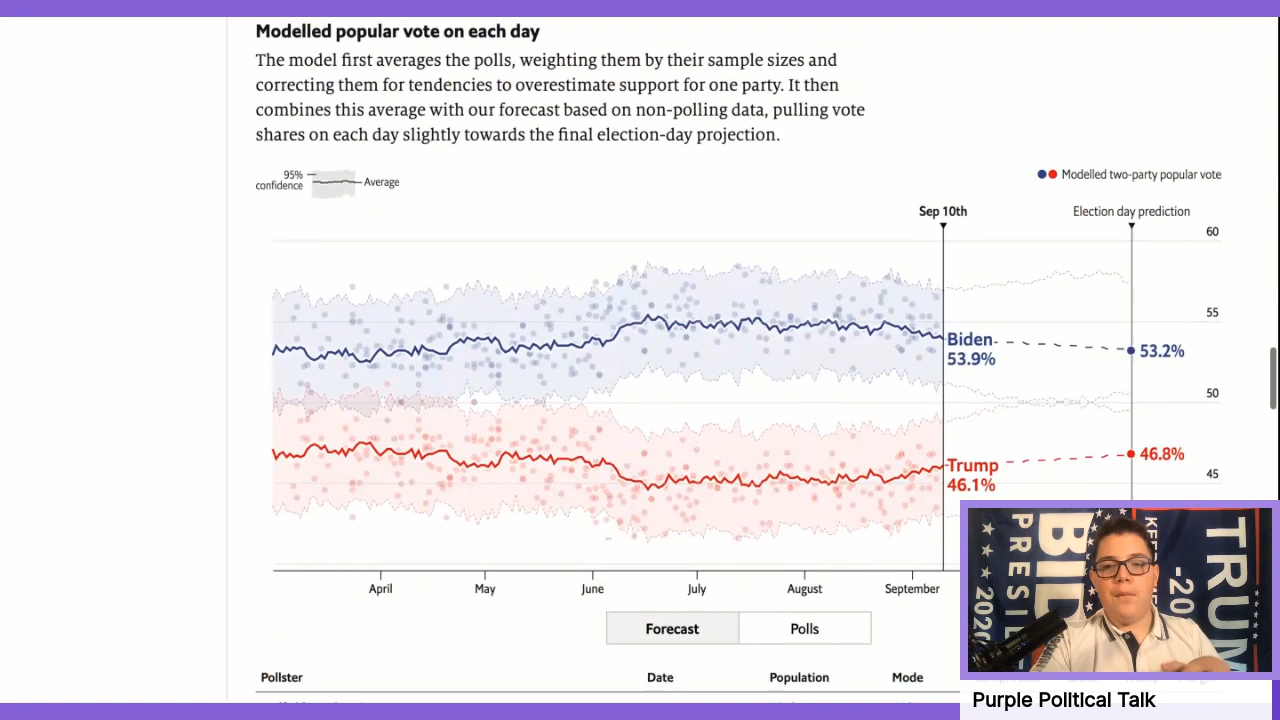 Modelled popular vote on each day
The model first averages the polls, weighting them by their sample sizes and
correcting them for tendencies to overestimate support for one party. It then
combines this average with our forecast based on non-polling data, pulling vote
shares on each day slightly towards the final election-day projection.
95%
confidence
Average
Modelled two-party popular vote
Sep 10th
Election day prediction
60
55
Biden
53.9%
53.2%
50
Trump
46.1%
46.8%
45
April
May
June
July
August
September
Forecast
Polls
Pollster
Date
Population
Mode
BID
PRESI
2020
TRUM
-20
Purple Political Talk